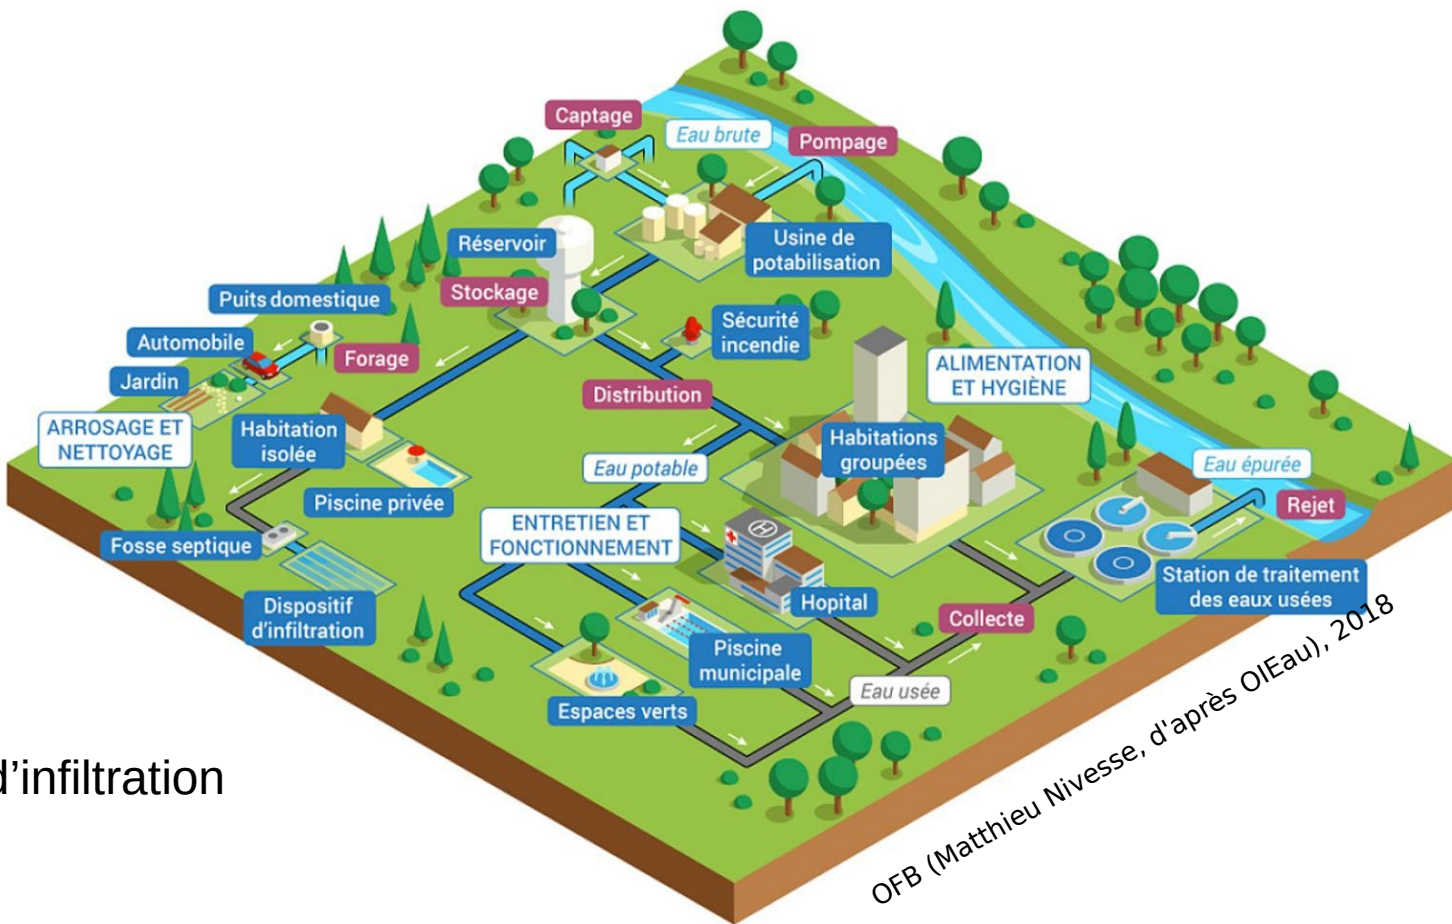 Captage
Eau brute
Pompage
Réservoir
Usine de
potabilisation
Stockage
Puits domestique
Automobile
Forage
Sécurité
incendie
Jardin
Distribution
ALIMENTATION
ET HYGIÈNE
ARROSAGE ET
NETTOYAGE
Habitation
isolée
Habitations
groupées
Eau potable
Eau épurée
Piscine privée
Rejet
ENTRETIEN ET
FONCTIONNEMENT
Fosse septique
Station de traitement
des eaux usées
Hopital
Dispositif
d’infiltration
Collecte
Piscine
municipale
Eau usée
Espaces verts
d’infiltration
OFB (Matthieu Nivesse, d'après OIEau), 2018